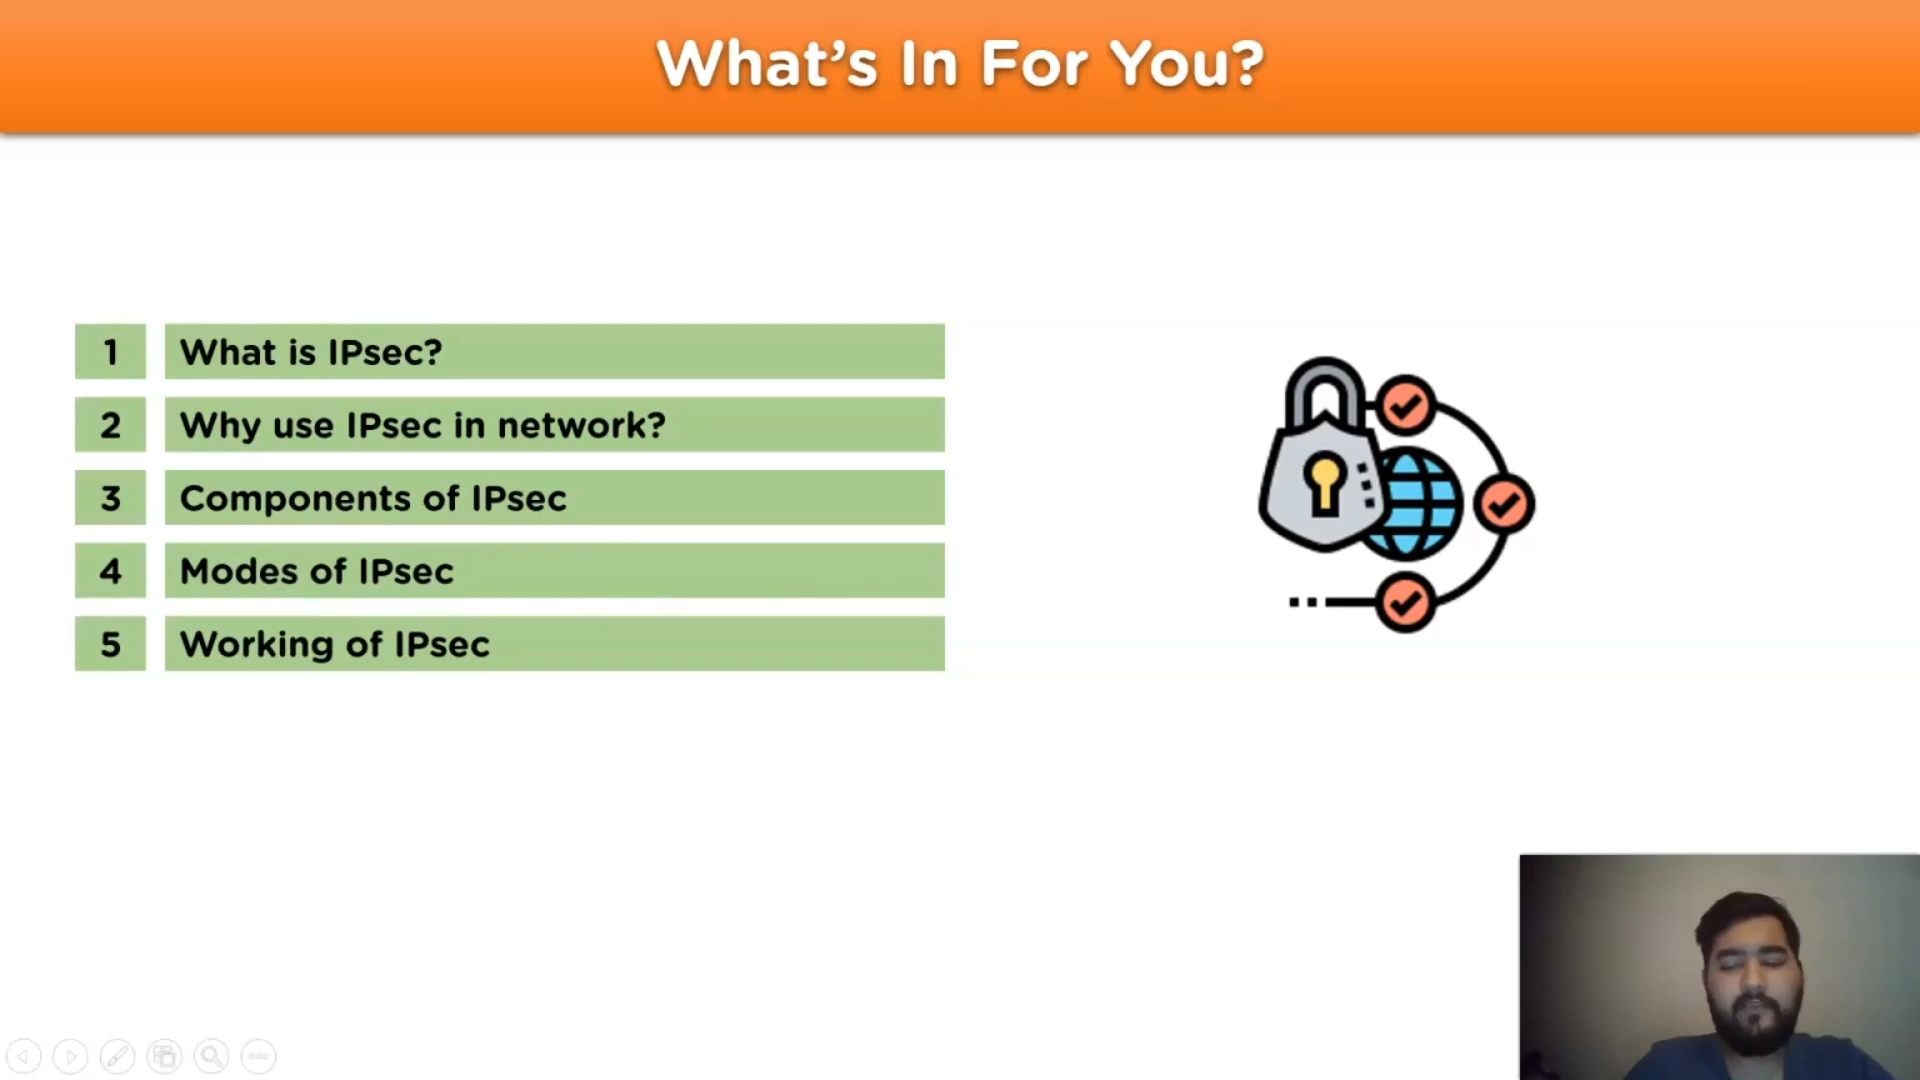 What's In For You?
1 What is IPsec?
2 Why use IPsec in network?
3 Components of IPsec
4 Modes of IPsec
5 Working of IPsec